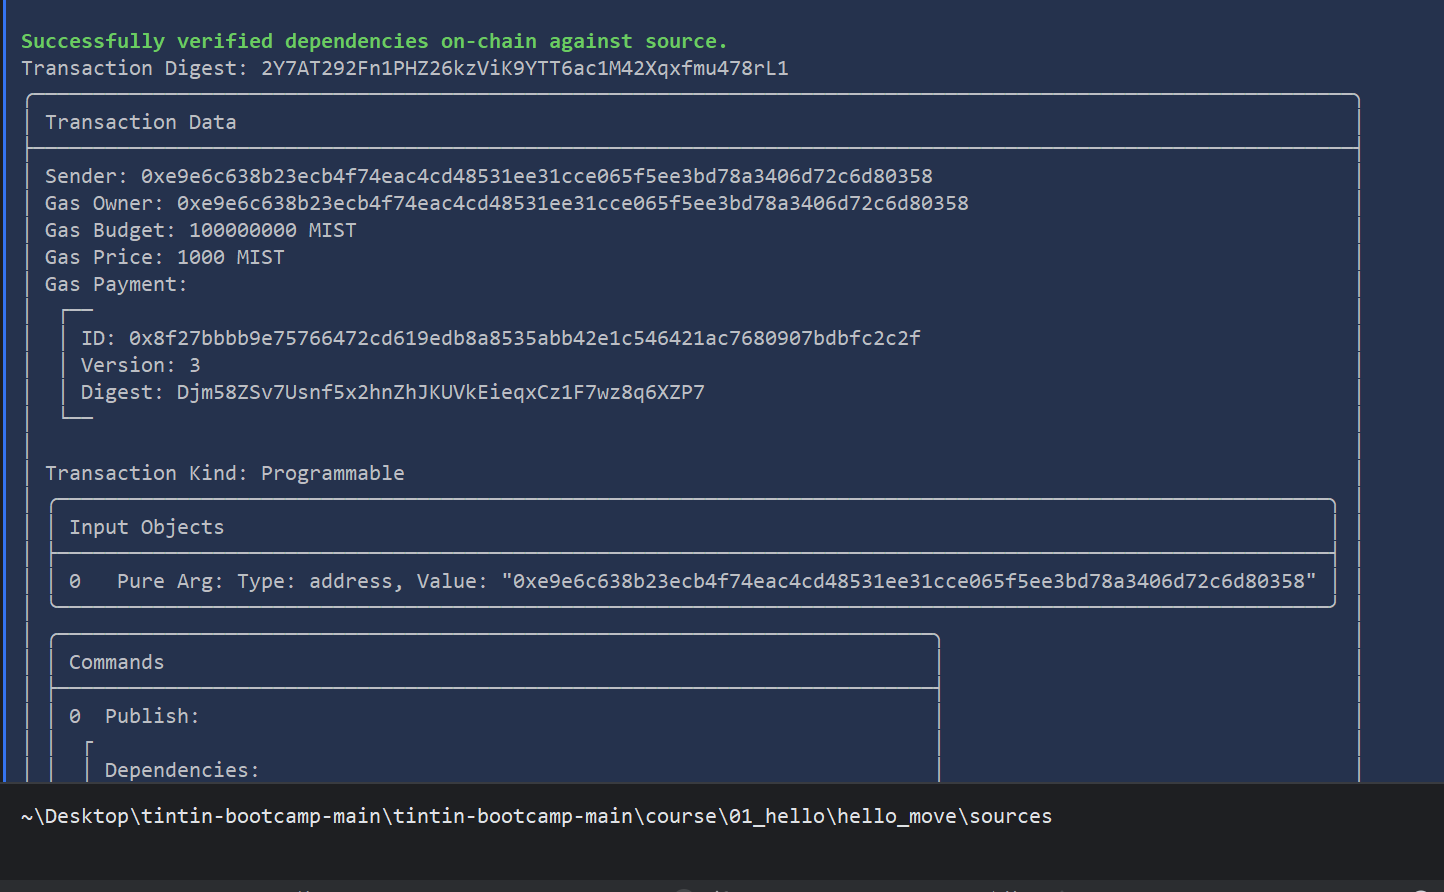 Successfully verified dependencies on-chain against source.
Transaction Digest: 2Y7AT292Fn1PHZ26kzViK9YTT6ac1M42Xqxfmu478rL1
Transaction Data
Sender: 0xe9e6c638b23ecb4f74eac4cd48531ee31cce065f5ee3bd78a3406d72c6d80358
Gas Owner: 0xe9e6c638b23ecb4f74eac4cd48531ee31cce065f5ee3bd78a3406d72c6d80358
Gas Budget: 100000000 MIST
Gas Price: 1000 MIST
Gas Payment:
ID: 0x8f27bbbb9e75766472cd619edb8a8535abb42e1c546421ac7680907bdbfc2c2f
Version: 3
Digest: Djm58ZSv7Usnf5x2hnZhJKUVkEieqxCz1F7wz8q6XZP7
Transaction Kind: Programmable
Input Objects
0 Pure Arg: Type: address, Value: "0xe9e6c638b23ecb4f74eac4cd48531ee31cce065f5ee3bd78a3406d72c6d80358"
Commands
0 Publish:
Dependencies:
~\Desktop\tintin-bootcamp-main\tintin-bootcamp-main\course\01_hello\hello_move\sources